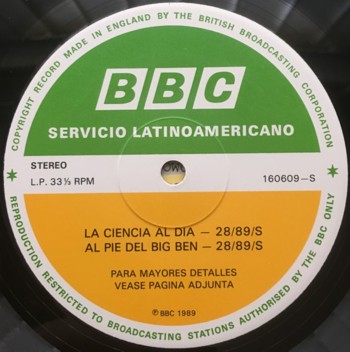 COPYRIGHT RECORD MADE IN ENGLAND BY THE BRITISH BROADCASTING CORPORATION
BBC
SERVICIO LATINOAMERICANO
STEREO
L.P. 33⅓ RPM
160609–S
LA CIENCIA AL DIA – 28/89/S
AL PIE DEL BIG BEN – 28/89/S
PARA MAYORES DETALLES
VEASE PAGINA ADJUNTA
℗ BBC 1989
REPRODUCTION RESTRICTED TO BROADCASTING STATIONS AUTHORISED BY THE BBC ONLY